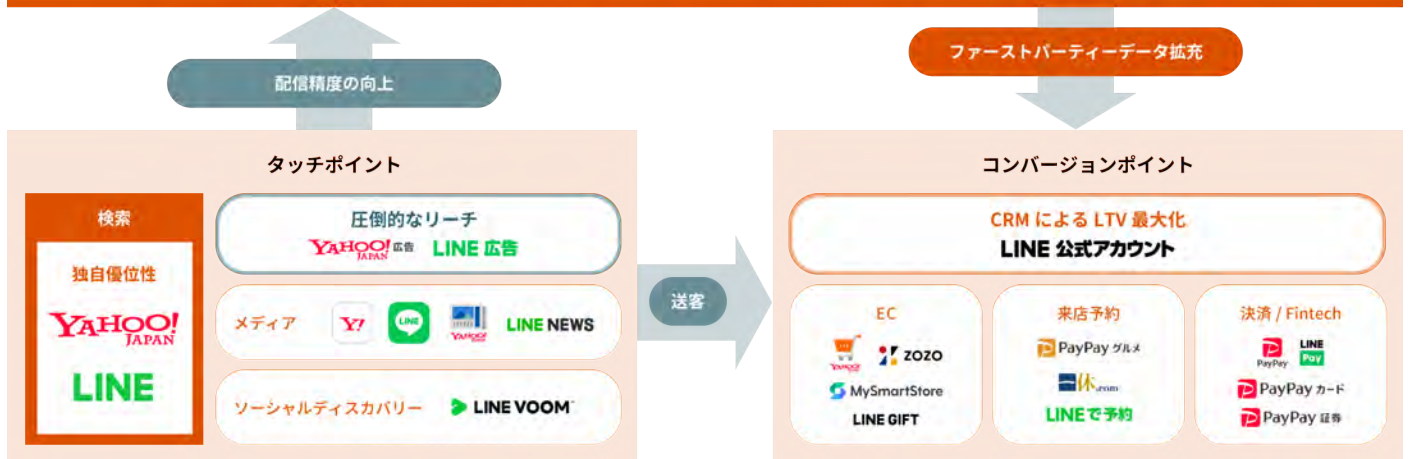 配信精度の向上
ファーストパーティーデータ拡充
タッチポイント
検索
独自優位性
YAHOO!
JAPAN
LINE
圧倒的なリーチ
YAHOO!
JAPAN
広告
LINE 広告
メディア
Y!
LINE
YAHOO!
LINE NEWS
ソーシャルディスカバリー
LINE VOOM
送客
コンバージョンポイント
CRM による LTV 最大化
LINE 公式アカウント
EC
YAHOO!
ZOZO
MySmartStore
LINE GIFT
来店予約
PayPay グルメ
一休.com
LINEで予約
決済 / Fintech
PayPay
LINE
Pay
PayPay カード
PayPay 証券